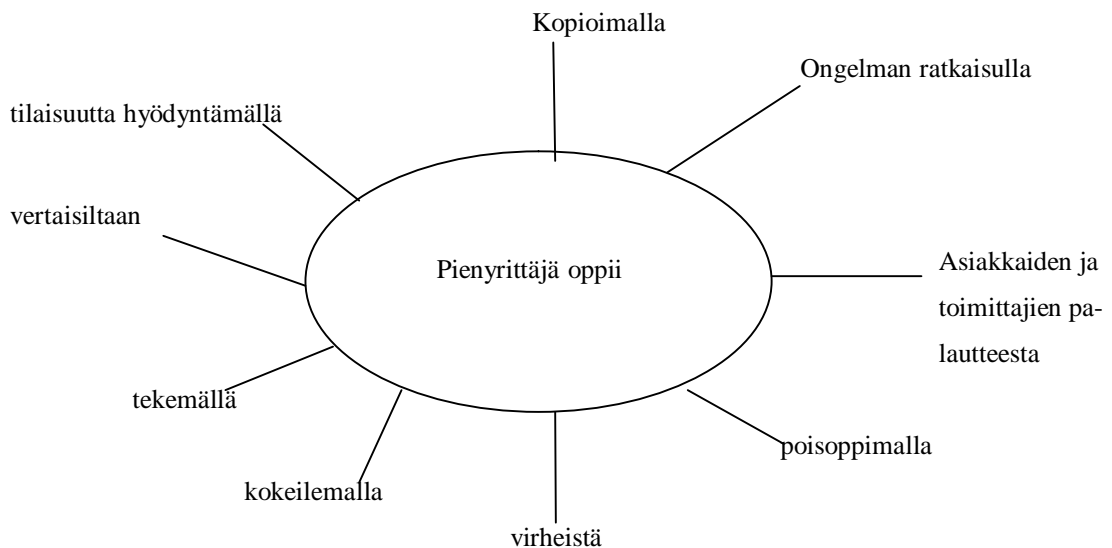 Kopioimalla
Ongelman ratkaisulla
tilaisuutta hyödyntämällä
vertaisiltaan
Pienyrittäjä oppii
Asiakkaiden ja
toimittajien pa-
lautteesta
tekemällä
poisoppimalla
kokeilemalla
virheistä